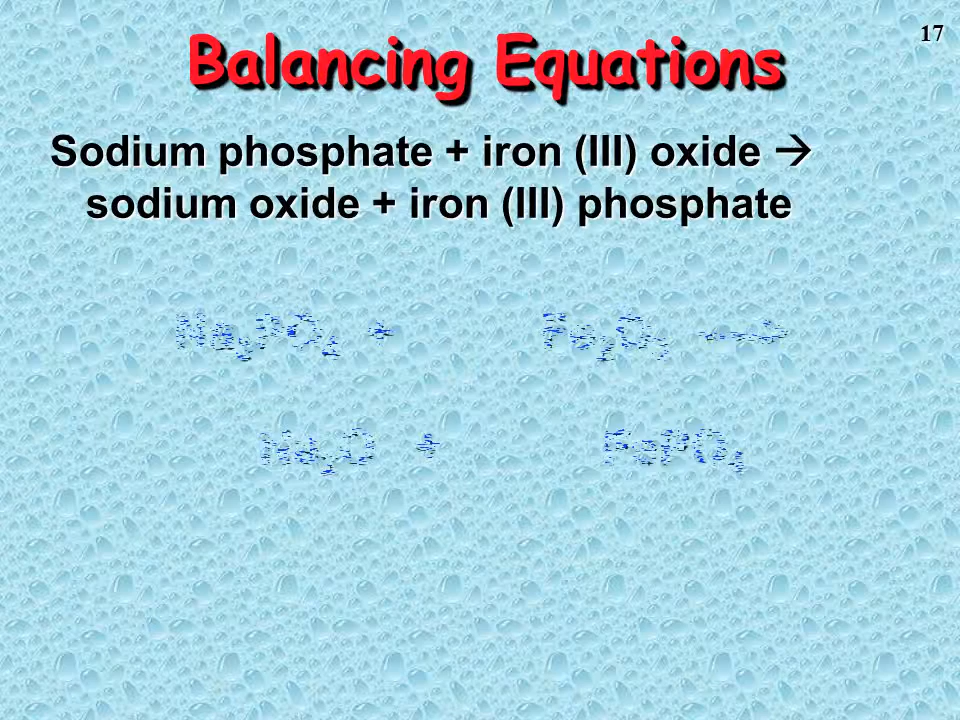 17
Balancing Equations
Sodium phosphate + iron (III) oxide →
sodium oxide + iron (III) phosphate
Na₃PO₄ + Fe₂O₃ →
Na₂O + FePO₄